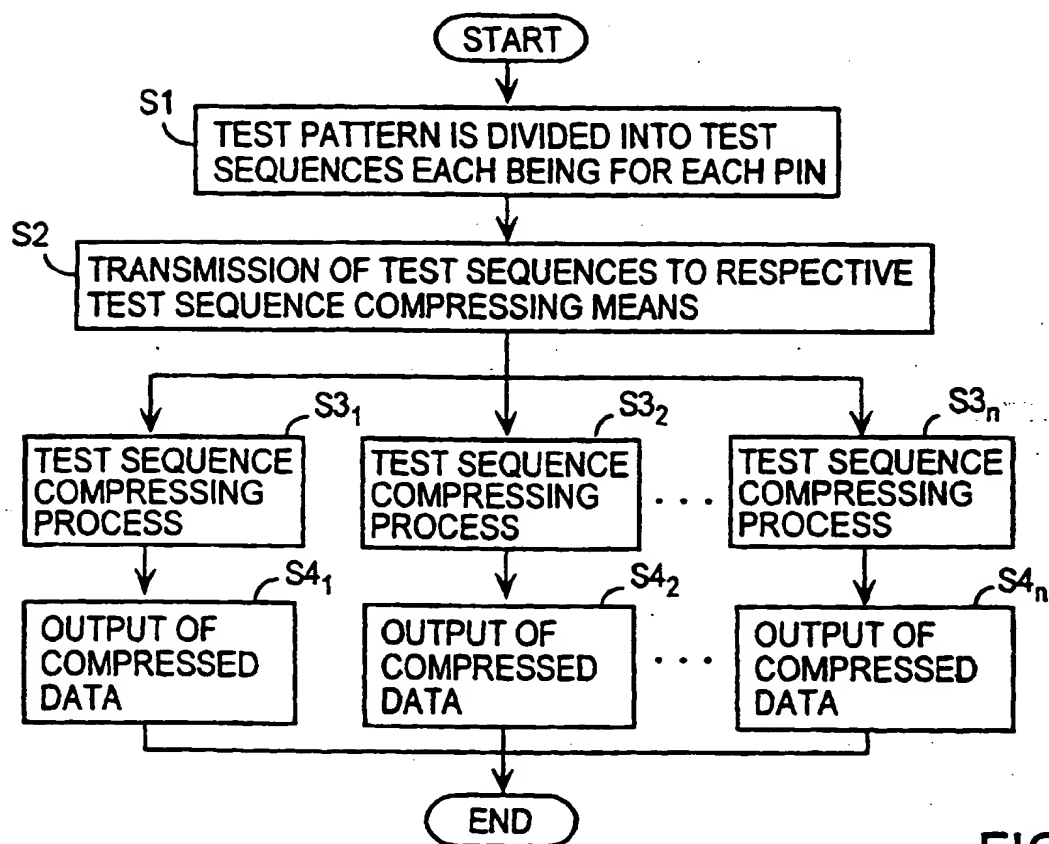 START
S1
TEST PATTERN IS DIVIDED INTO TEST
SEQUENCES EACH BEING FOR EACH PIN
S2
TRANSMISSION OF TEST SEQUENCES TO RESPECTIVE
TEST SEQUENCE COMPRESSING MEANS
S3₁
TEST SEQUENCE
COMPRESSING
PROCESS
S3₂
TEST SEQUENCE
COMPRESSING
PROCESS
. . .
S3ₙ
TEST SEQUENCE
COMPRESSING
PROCESS
S4₁
OUTPUT OF
COMPRESSED
DATA
S4₂
OUTPUT OF
COMPRESSED
DATA
. . .
S4ₙ
OUTPUT OF
COMPRESSED
DATA
END